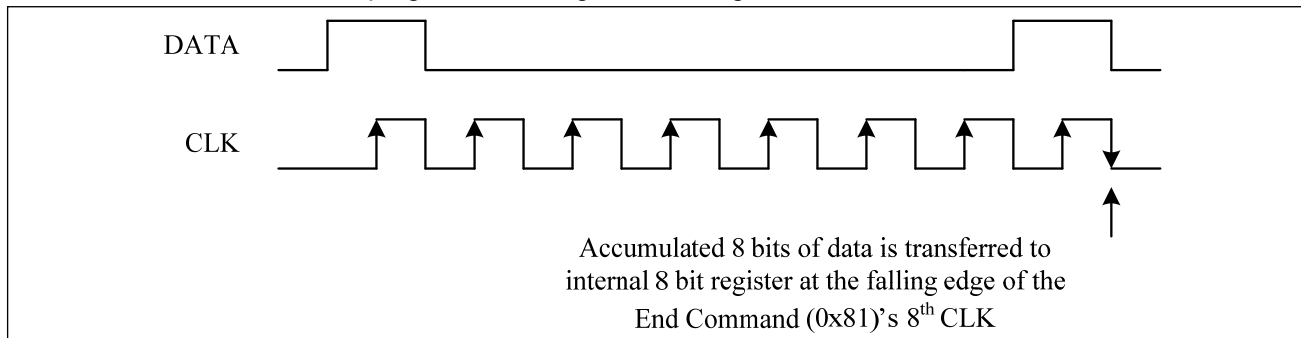 DATA
CLK
Accumulated 8 bits of data is transferred to
internal 8 bit register at the falling edge of the
End Command (0x81)'s 8th CLK